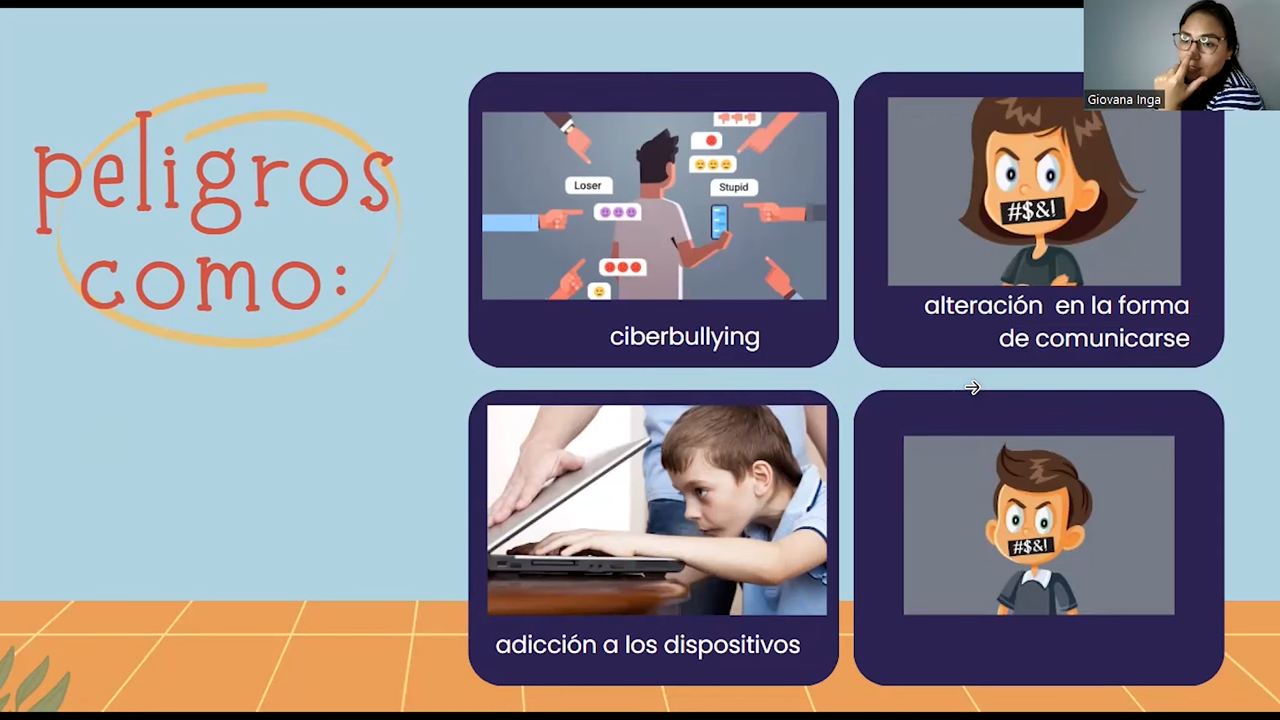 peligros
como:
Giovana Inga
Loser
Stupid
ciberbullying
#$&!
alteración en la forma
de comunicarse
adicción a los dispositivos
#$&!